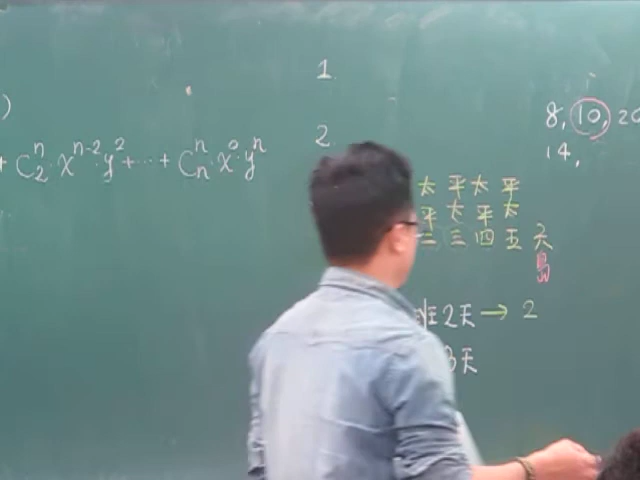 )
+ C₂ⁿ · xⁿ⁻² y² + ··· + Cₙⁿ · x⁰ · yⁿ
1.
2.
8, 10, 20
14,
太 平 太 平
平 太 平 太
二 三 四 五 六
班2天 → 2
3天